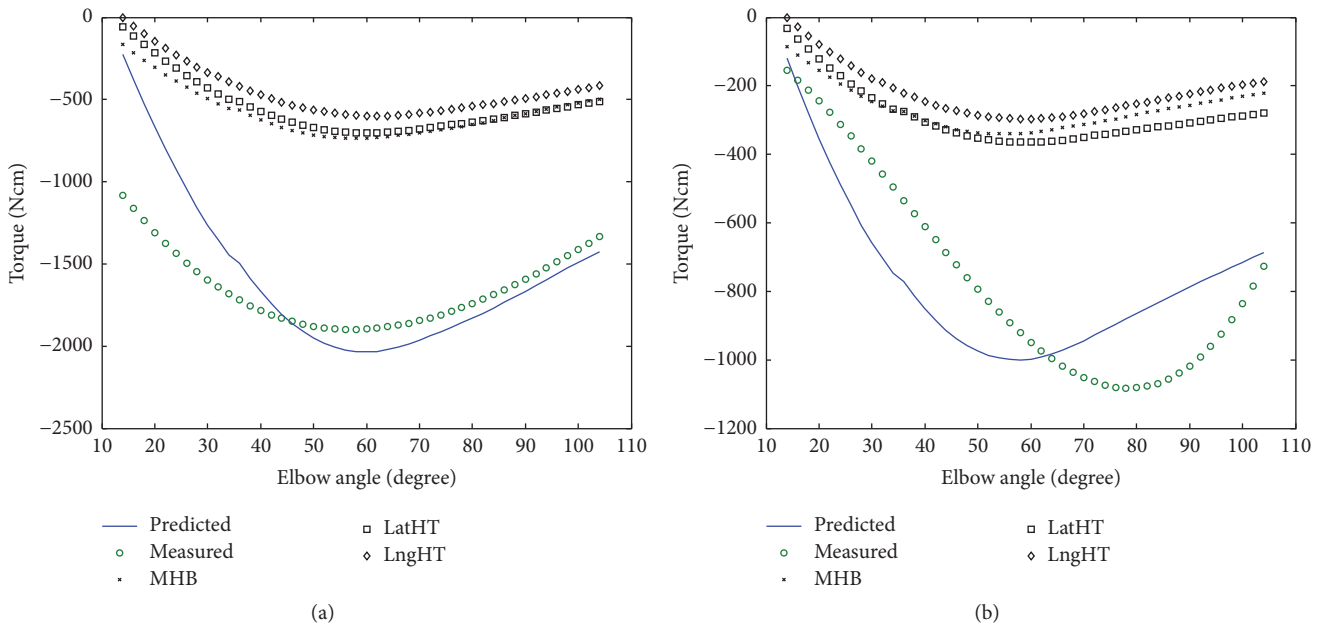 0
−500
−1000
−1500
−2000
−2500
Torque (Ncm)
10 20 30 40 50 60 70 80 90 100 110
Elbow angle (degree)
Predicted
Measured
MHB
LatHT
LngHT
(a)
0
−200
−400
−600
−800
−1000
−1200
Torque (Ncm)
10 20 30 40 50 60 70 80 90 100 110
Elbow angle (degree)
Predicted
Measured
MHB
LatHT
LngHT
(b)